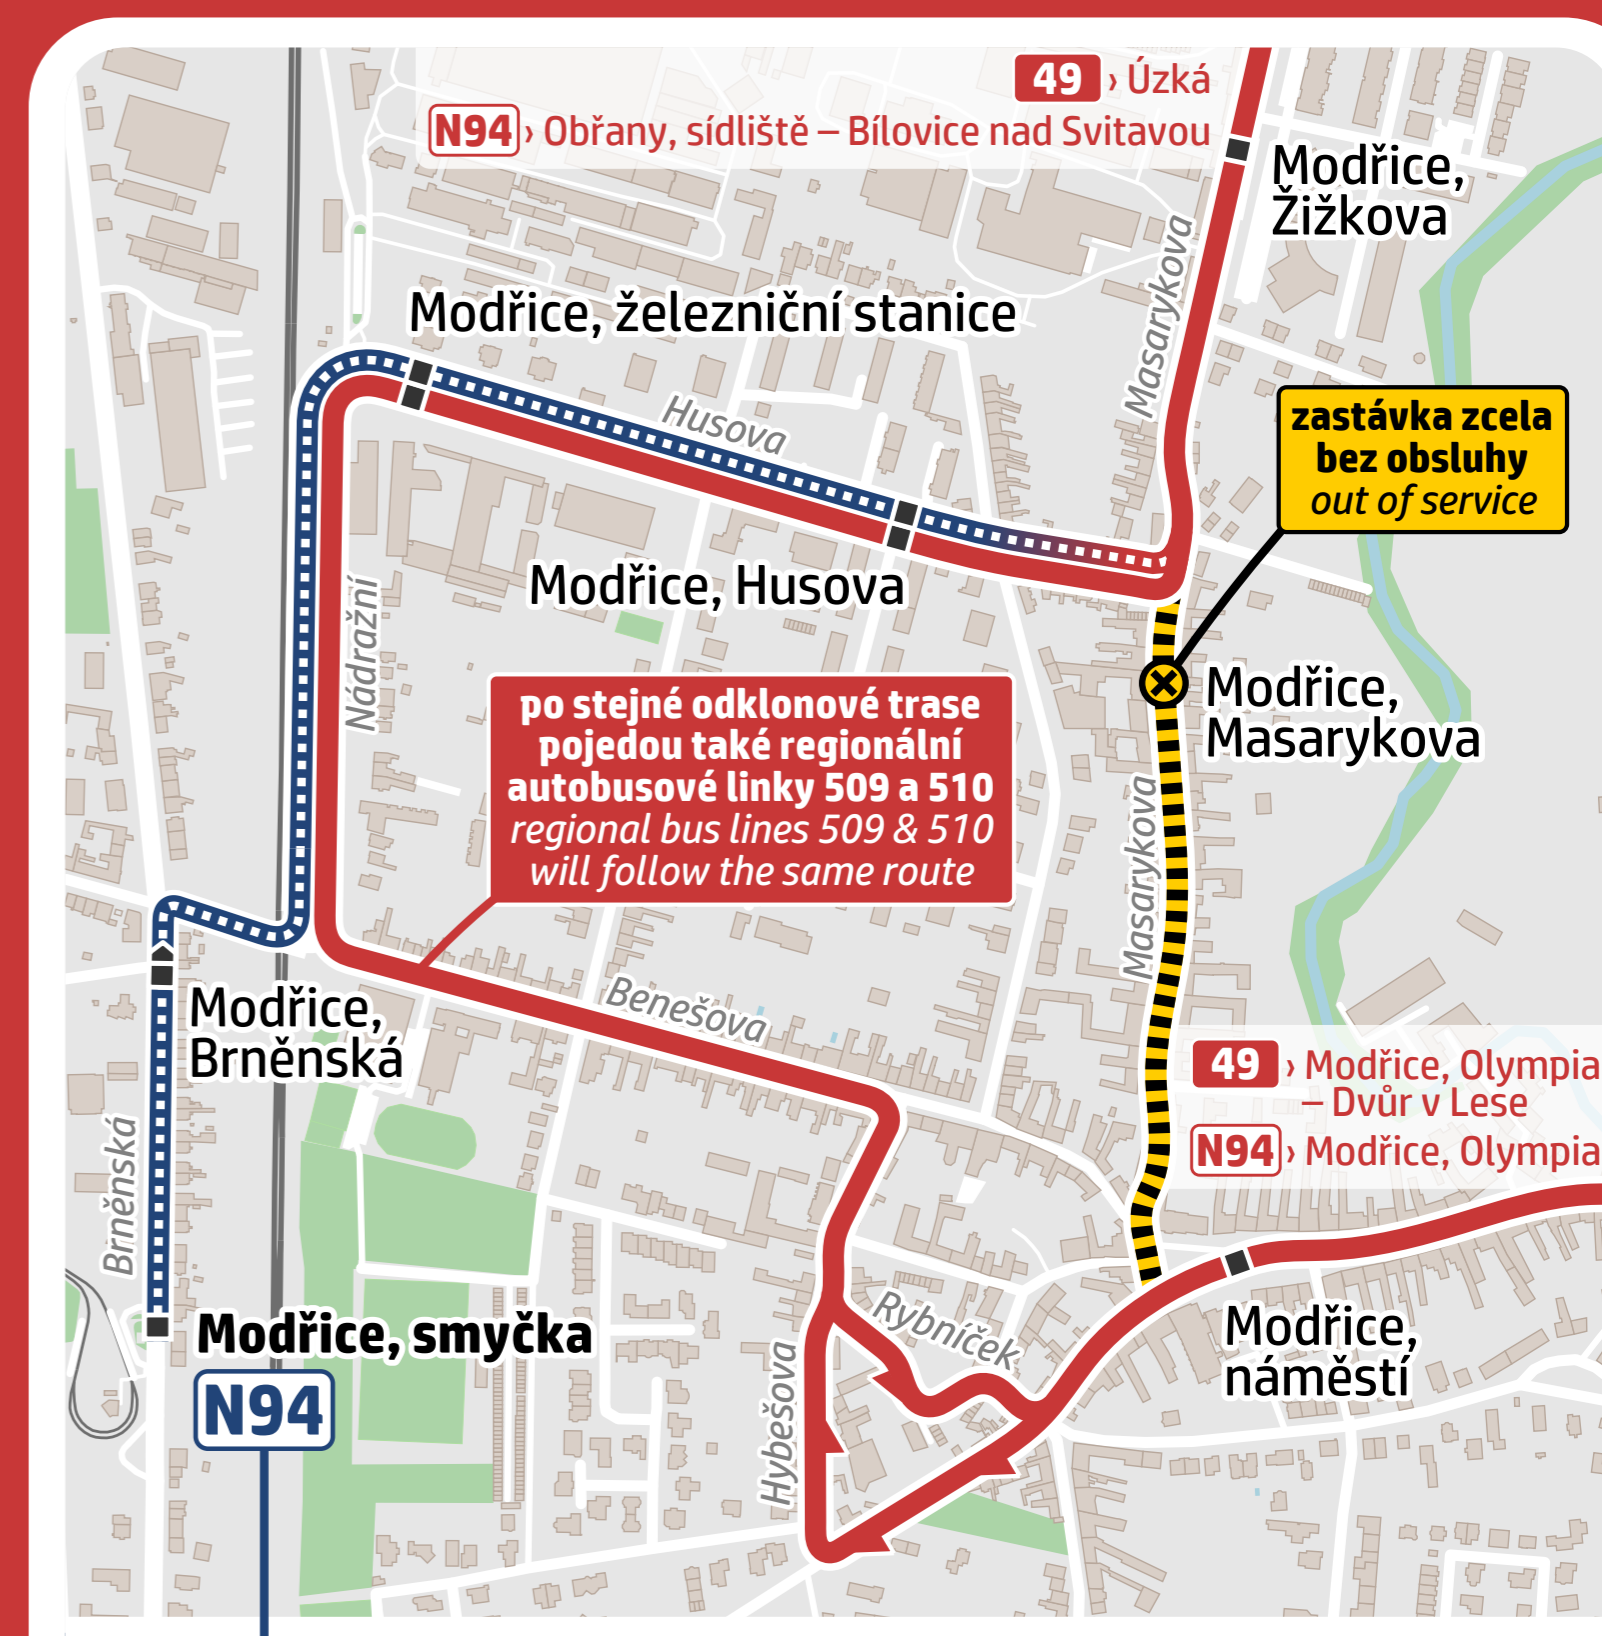 49 › Úzká
N94 › Obřany, sídliště – Bílovice nad Svitavou
Modřice,
Žižkova
Masarykova
Modřice, železniční stanice
Husova
zastávka zcela
bez obsluhy
out of service
Modřice, Husova
Nádražní
Modřice,
Masarykova
po stejné odklonové trase
pojedou také regionální
autobusové linky 509 a 510
regional bus lines 509 & 510
will follow the same route
Masarykova
Benešova
Modřice,
Brněnská
49 › Modřice, Olympia
– Dvůr v Lese
N94 › Modřice, Olympia
Brněnská
Rybníček
Modřice, smyčka
N94
Modřice,
náměstí
Hybešova